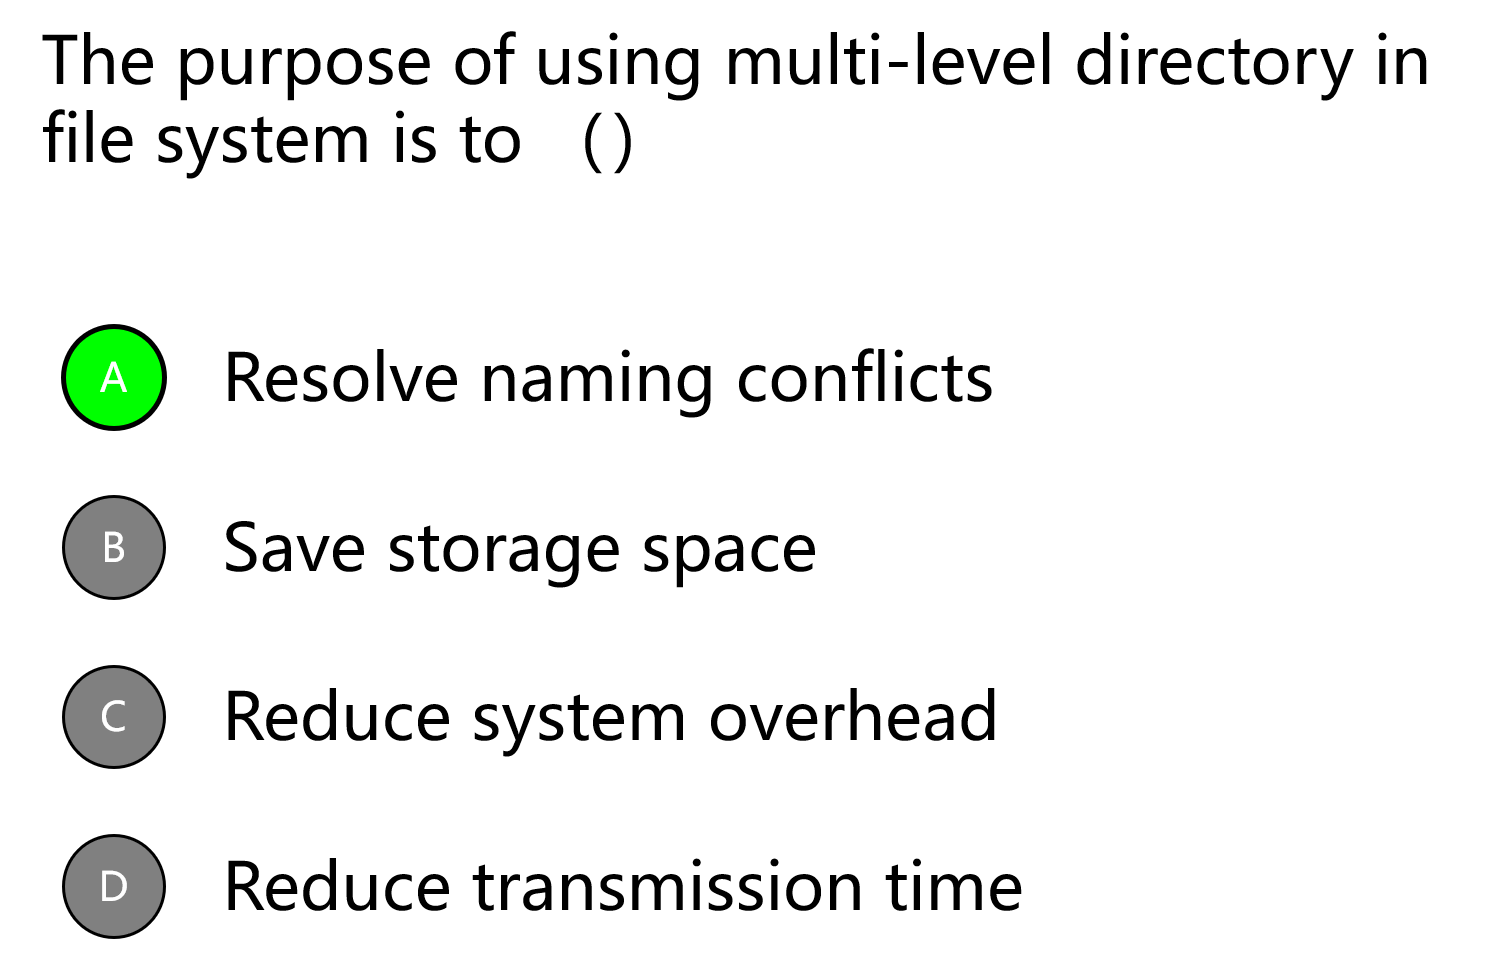 The purpose of using multi-level directory in
file system is to ()
A Resolve naming conflicts
B Save storage space
C Reduce system overhead
D Reduce transmission time